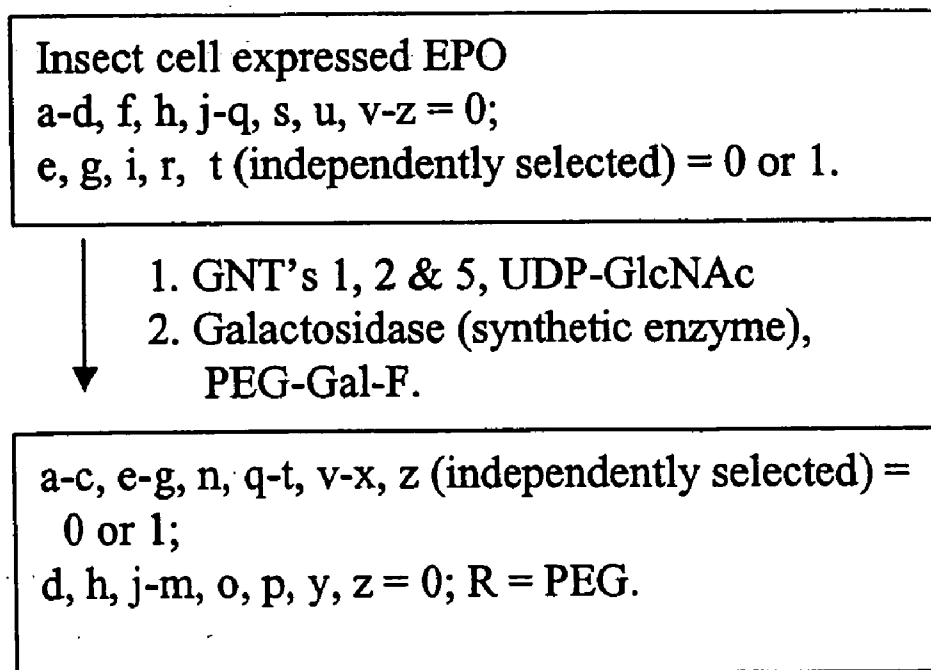 Insect cell expressed EPO
a-d, f, h, j-q, s, u, v-z = 0;
e, g, i, r, t (independently selected) = 0 or 1.
1. GNT's 1, 2 & 5, UDP-GlcNAc
2. Galactosidase (synthetic enzyme),
PEG-Gal-F.
a-c, e-g, n, q-t, v-x, z (independently selected) =
0 or 1;
d, h, j-m, o, p, y, z = 0; R = PEG.